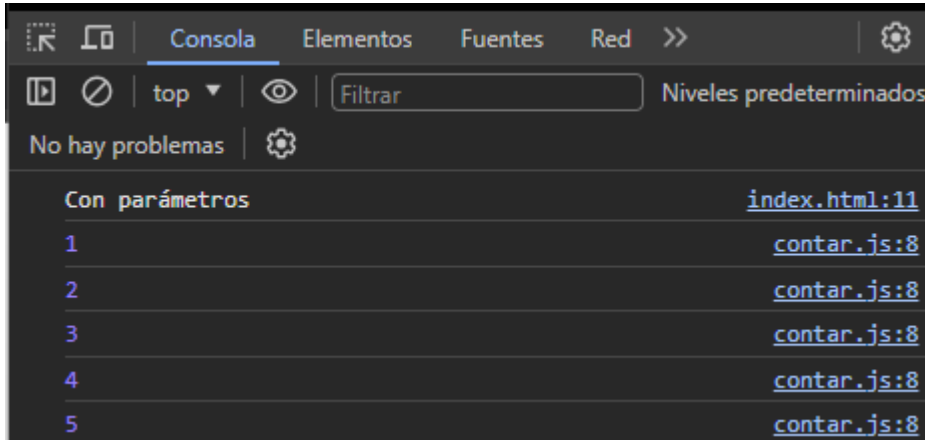 Consola Elementos Fuentes Red
top Filtrar Niveles predeterminados
No hay problemas
Con parámetros index.html:11
1 contar.js:8
2 contar.js:8
3 contar.js:8
4 contar.js:8
5 contar.js:8